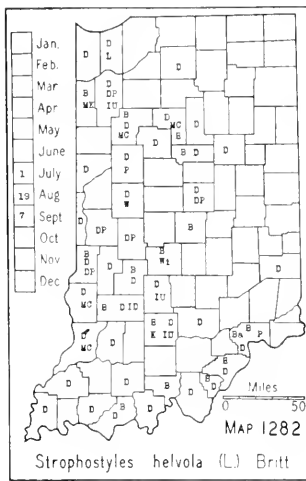 Jan.
Feb.
Mar
Apr
May
June
1 July
19 Aug
7 Sept
Oct
Nov
Dec
D D
L D
B D
DP
MK IU
B D
D MC
MC D E D
B D D
D
D P
D D
W DP
D DP DP B
B B
D W1 D
DP D
D D
MC B D ID IU
D B B P
D K ID D Ba
MC D D D
B
D
D D B D
D D B D D D
Miles
0 50
MAP 1282
Strophostyles helvola (L.) Britt